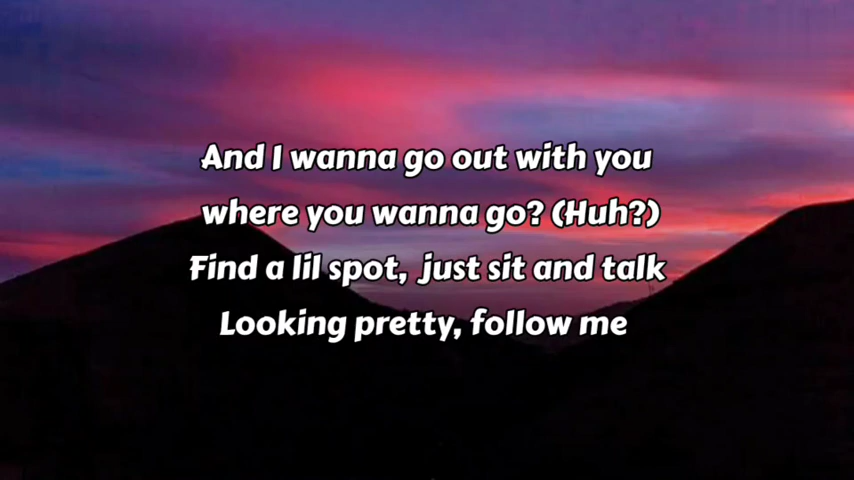 And I wanna go out with you
where you wanna go? (Huh?)
Find a lil spot, just sit and talk
Looking pretty, follow me